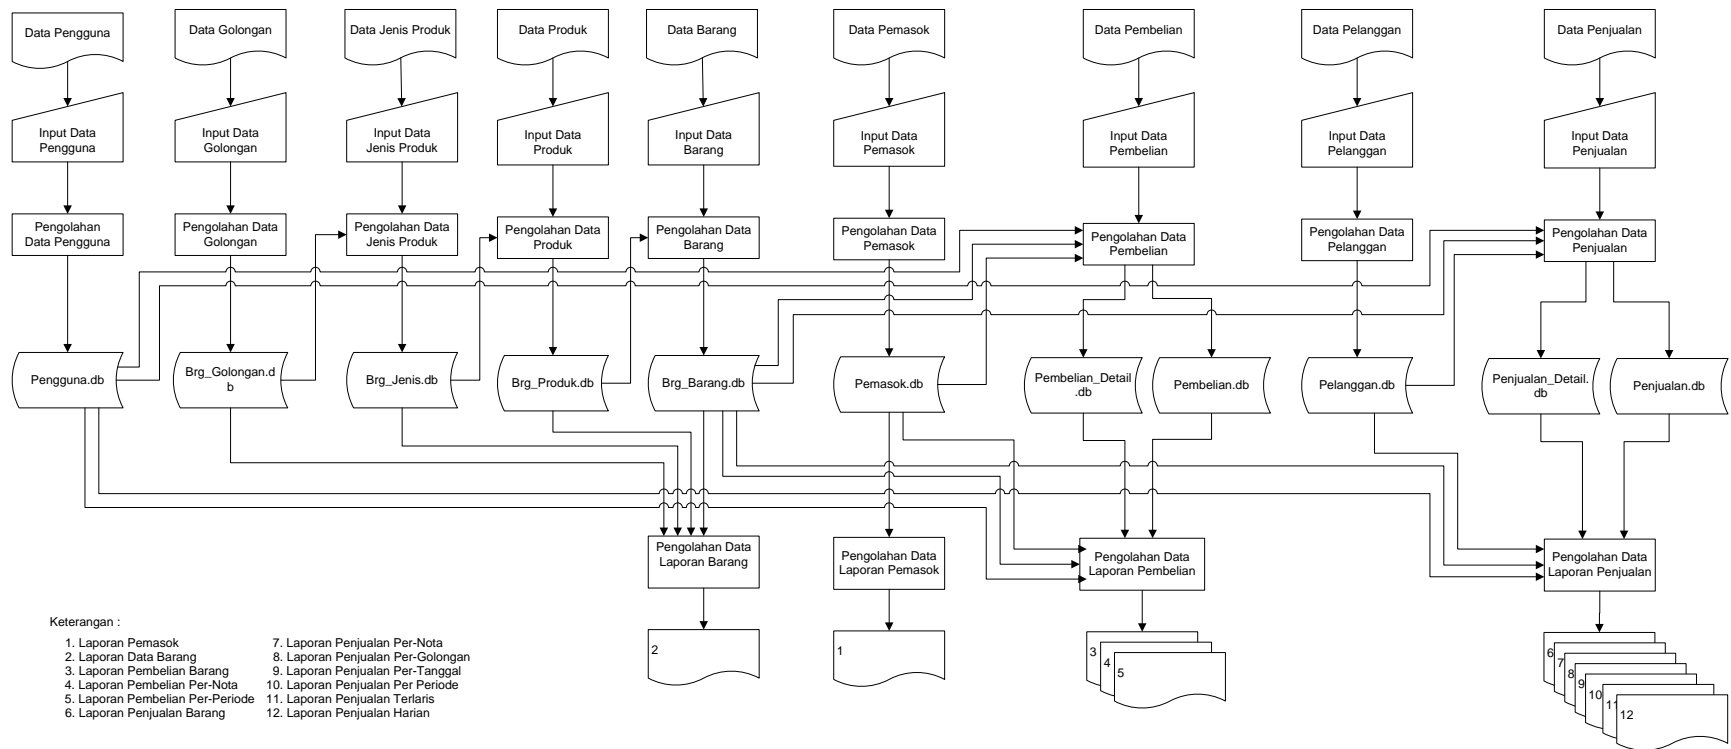 Data Pengguna
Data Golongan
Data Jenis Produk
Data Produk
Data Barang
Data Pemasok
Data Pembelian
Data Pelanggan
Data Penjualan
Input Data
Pengguna
Input Data
Golongan
Input Data
Jenis Produk
Input Data
Produk
Input Data
Barang
Input Data
Pemasok
Input Data
Pembelian
Input Data
Pelanggan
Input Data
Penjualan
Pengolahan
Data Pengguna
Pengolahan Data
Golongan
Pengolahan Data
Jenis Produk
Pengolahan Data
Produk
Pengolahan Data
Barang
Pengolahan Data
Pemasok
Pengolahan Data
Pembelian
Pengolahan Data
Pelanggan
Pengolahan Data
Penjualan
Pengguna.db
Brg_Golongan.d
b
Brg_Jenis.db
Brg_Produk.db
Brg_Barang.db
Pemasok.db
Pembelian_Detail
.db
Pembelian.db
Pelanggan.db
Penjualan_Detail.
db
Penjualan.db
Pengolahan Data
Laporan Barang
Pengolahan Data
Laporan Pemasok
Pengolahan Data
Laporan Pembelian
Pengolahan Data
Laporan Penjualan
2
1
3
4
5
6
7
8
9
10
11
12
Keterangan :
1. Laporan Pemasok
2. Laporan Data Barang
3. Laporan Pembelian Barang
4. Laporan Pembelian Per-Nota
5. Laporan Pembelian Per-Periode
6. Laporan Penjualan Barang
7. Laporan Penjualan Per-Nota
8. Laporan Penjualan Per-Golongan
9. Laporan Penjualan Per-Tanggal
10. Laporan Penjualan Per Periode
11. Laporan Penjualan Terlaris
12. Laporan Penjualan Harian